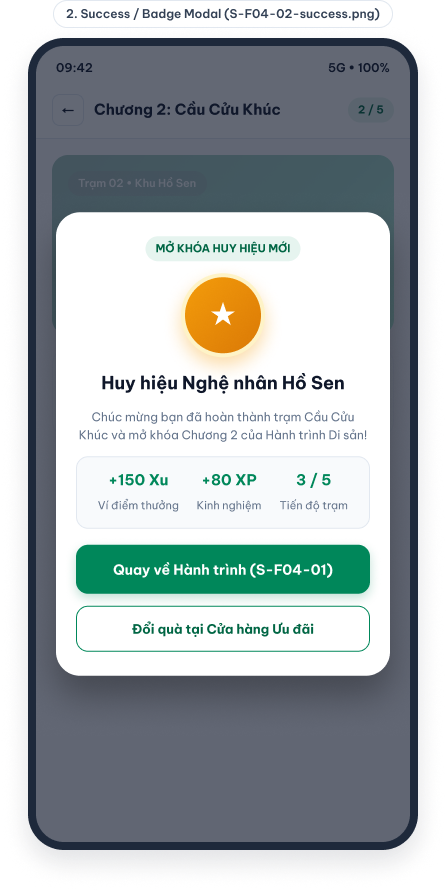 2. Success / Badge Modal (S-F04-02-success.png)
09:42
5G • 100%
← Chương 2: Cầu Cửu Khúc
2 / 5
Trạm 02 • Khu Hồ Sen
MỞ KHÓA HUY HIỆU MỚI
★
Huy hiệu Nghệ nhân Hồ Sen
Chúc mừng bạn đã hoàn thành trạm Cầu Cửu
Khúc và mở khóa Chương 2 của Hành trình Di sản!
+150 Xu
+80 XP
3 / 5
Ví điểm thưởng
Kinh nghiệm
Tiến độ trạm
Quay về Hành trình (S-F04-01)
Đổi quà tại Cửa hàng Ưu đãi